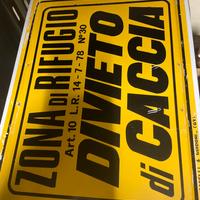 ZONA di RIFUGIO
Art.10 L.R. 14-7-78 N°30
DIVIETO
di CACCIA